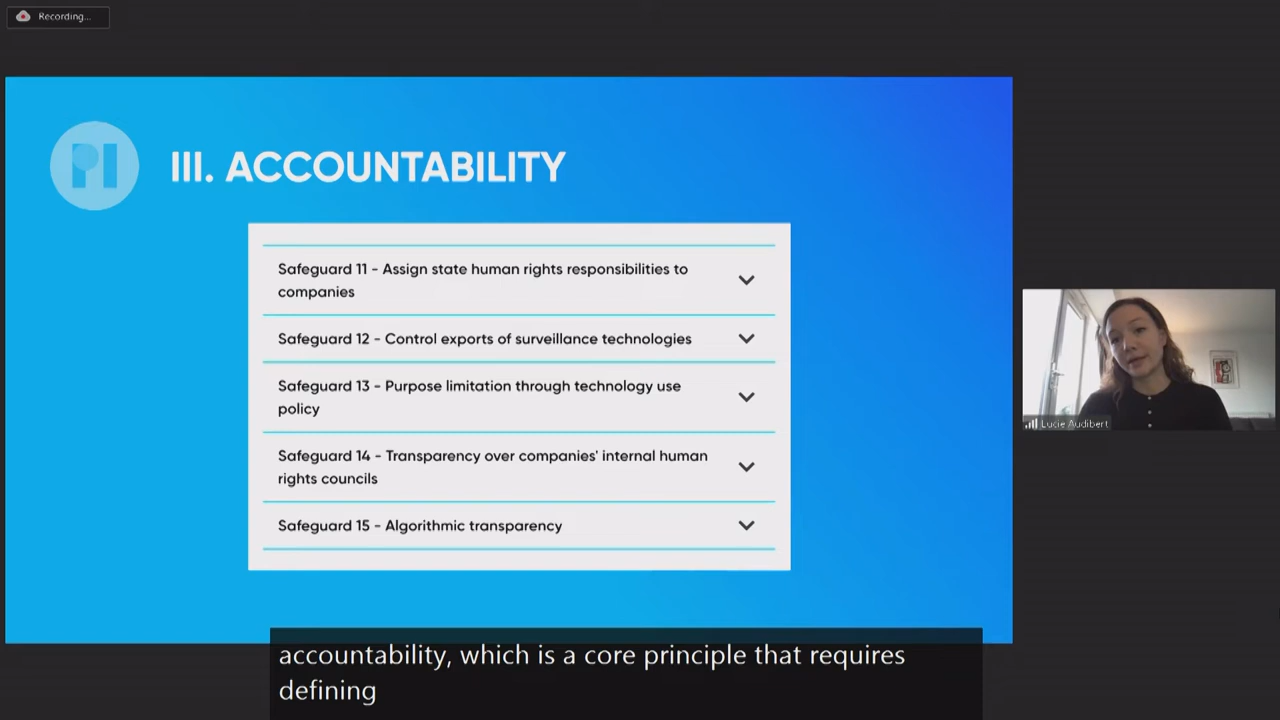 Recording...
PI
III. ACCOUNTABILITY
Safeguard 11 - Assign state human rights responsibilities to
companies
Safeguard 12 - Control exports of surveillance technologies
Safeguard 13 - Purpose limitation through technology use
policy
Safeguard 14 - Transparency over companies' internal human
rights councils
Safeguard 15 - Algorithmic transparency
Lucie Audibert
accountability, which is a core principle that requires
defining